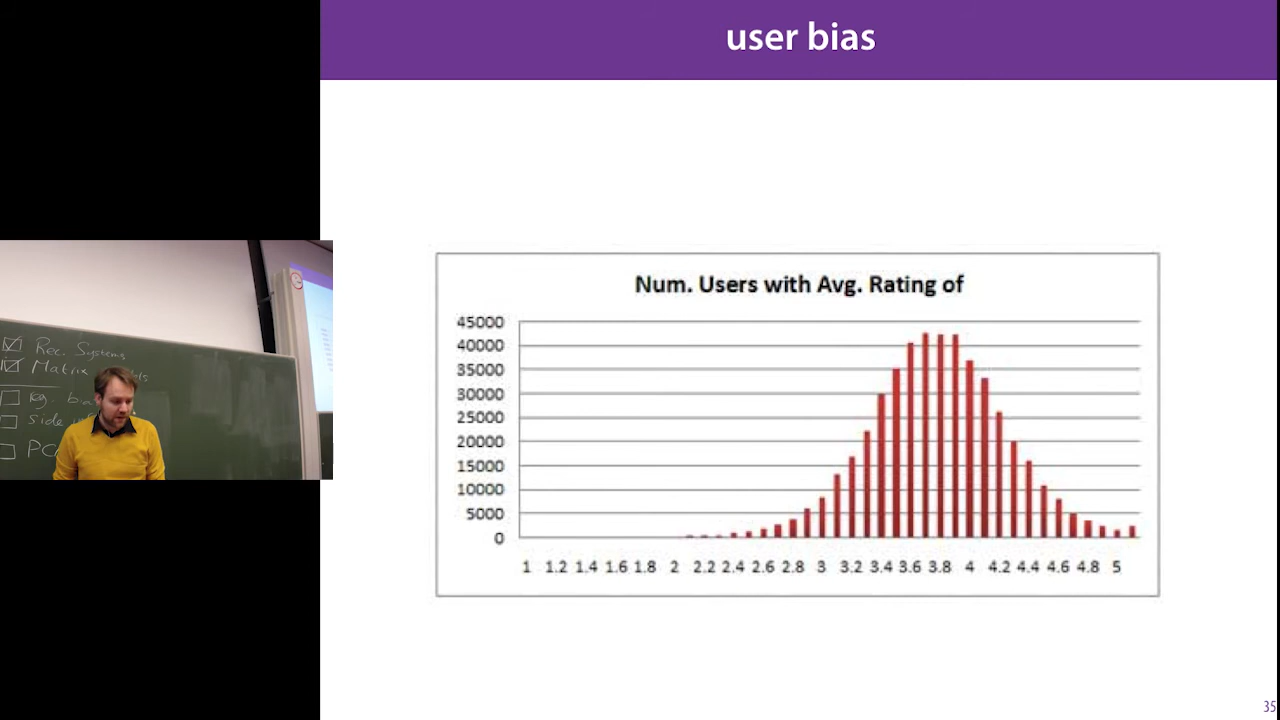 user bias
Num. Users with Avg. Rating of
45000
40000
35000
30000
25000
20000
15000
10000
5000
0
1 1.2 1.4 1.6 1.8 2 2.2 2.4 2.6 2.8 3 3.2 3.4 3.6 3.8 4 4.2 4.4 4.6 4.8 5
Rec. Systems
Matrix
side
35